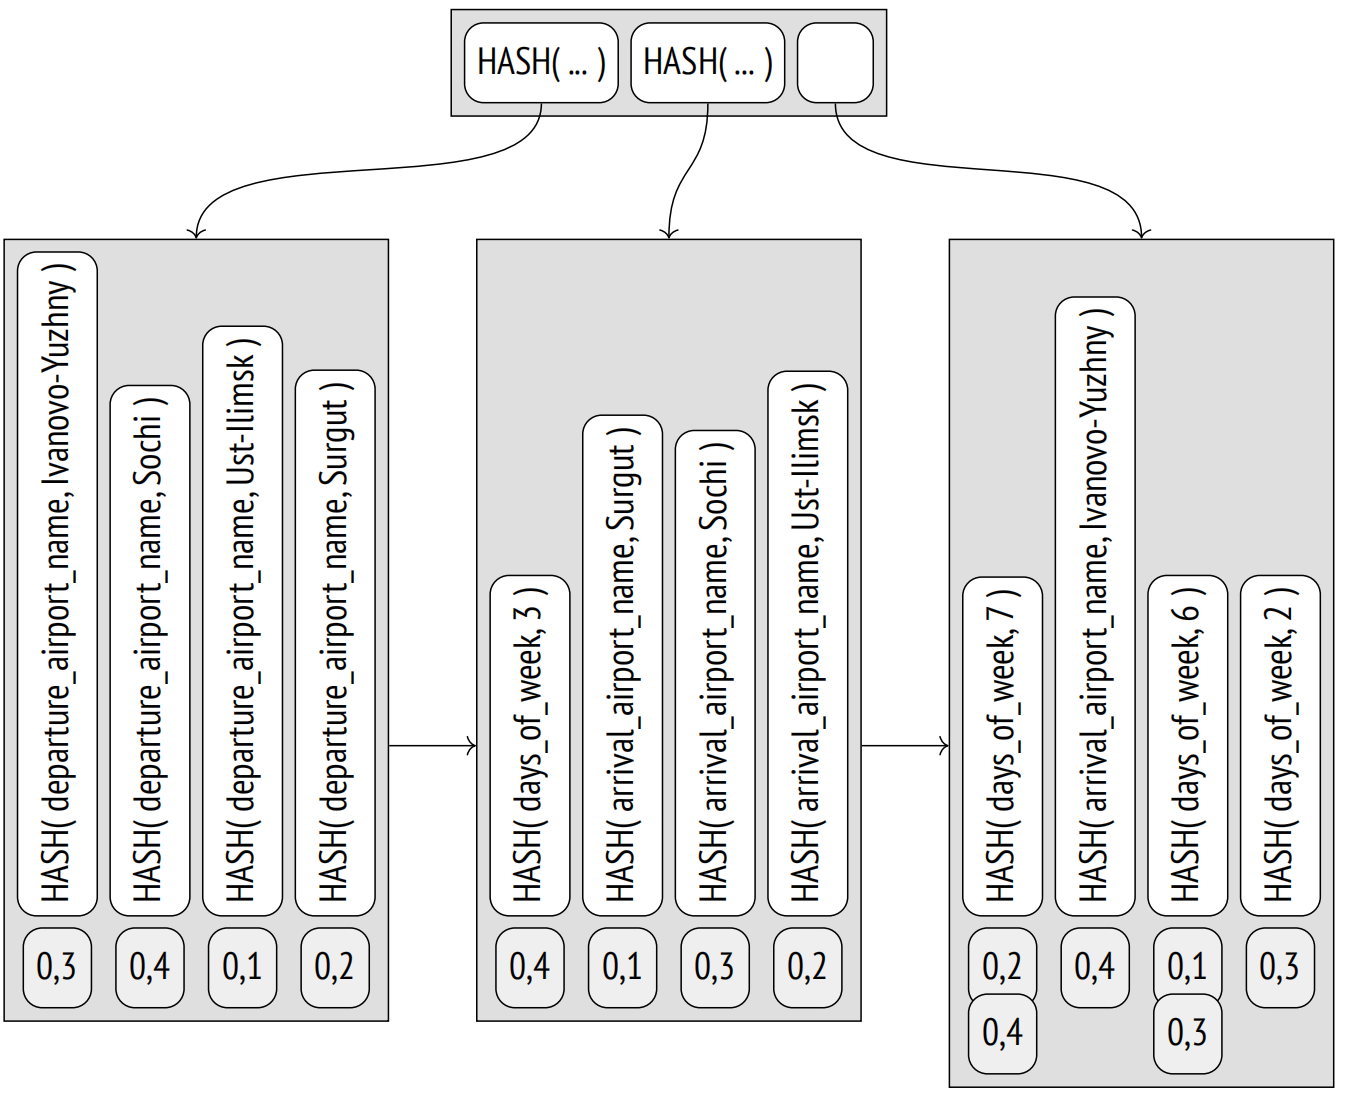 HASH( ... )
HASH( ... )
HASH( departure_airport_name, Ivanovo-Yuzhny )
0,3
HASH( departure_airport_name, Sochi )
0,4
HASH( departure_airport_name, Ust-Ilimsk )
0,1
HASH( departure_airport_name, Surgut )
0,2
HASH( days_of_week, 3 )
0,4
HASH( arrival_airport_name, Surgut )
0,1
HASH( arrival_airport_name, Sochi )
0,3
HASH( arrival_airport_name, Ust-Ilimsk )
0,2
HASH( days_of_week, 7 )
0,2
0,4
HASH( arrival_airport_name, Ivanovo-Yuzhny )
0,4
HASH( days_of_week, 6 )
0,1
0,3
HASH( days_of_week, 2 )
0,3